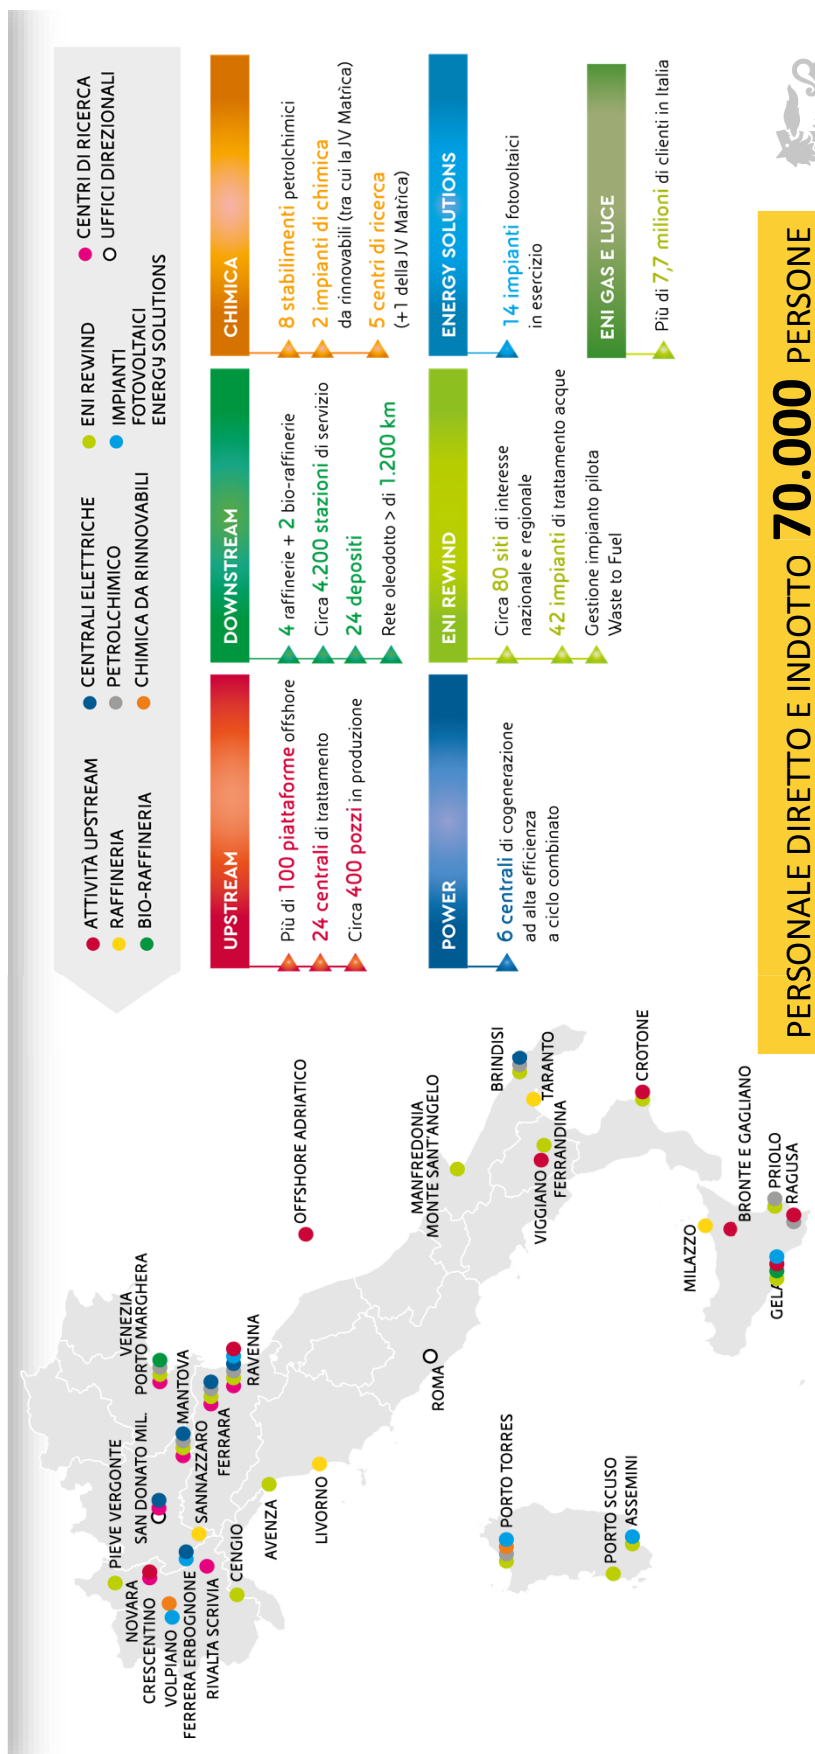 ATTIVITÀ UPSTREAM
RAFFINERIA
BIO-RAFFINERIA
CENTRALI ELETTRICHE
PETROLCHIMICO
CHIMICA DA RINNOVABILI
ENI REWIND
IMPIANTI
FOTOVOLTAICI
ENERGY SOLUTIONS
CENTRI DI RICERCA
UFFICI DIREZIONALI
PIEVE VERGONTE
NOVARA
CRESCENTINO
VOLPIANO
FERRERA ERBOGNONE
RIVALTA SCRIVIA
CENGIO
SAN DONATO MIL.
SANNAZZARO
VENEZIA
PORTO MARGHERA
MANTOVA
FERRARA
RAVENNA
AVENZA
LIVORNO
OFFSHORE ADRIATICO
ROMA
MANFREDONIA
MONTE SANT'ANGELO
BRINDISI
TARANTO
VIGGIANO
FERRANDINA
CROTONE
PORTO TORRES
PORTO SCUSO
ASSEMINI
MILAZZO
BRONTE E GAGLIANO
GELA
PRIOLO
RAGUSA
UPSTREAM
Più di 100 piattaforme offshore
24 centrali di trattamento
Circa 400 pozzi in produzione
DOWNSTREAM
4 raffinerie + 2 bio-raffinerie
Circa 4.200 stazioni di servizio
24 depositi
Rete oleodotto > di 1.200 km
CHIMICA
8 stabilimenti petrolchimici
2 impianti di chimica
da rinnovabili (tra cui la JV Matrìca)
5 centri di ricerca
(+1 della JV Matrìca)
POWER
6 centrali di cogenerazione
ad alta efficienza
a ciclo combinato
ENI REWIND
Circa 80 siti di interesse
nazionale e regionale
42 impianti di trattamento acque
Gestione impianto pilota
Waste to Fuel
ENERGY SOLUTIONS
14 impianti fotovoltaici
in esercizio
ENI GAS E LUCE
Più di 7,7 milioni di clienti in Italia
PERSONALE DIRETTO E INDOTTO 70.000 PERSONE